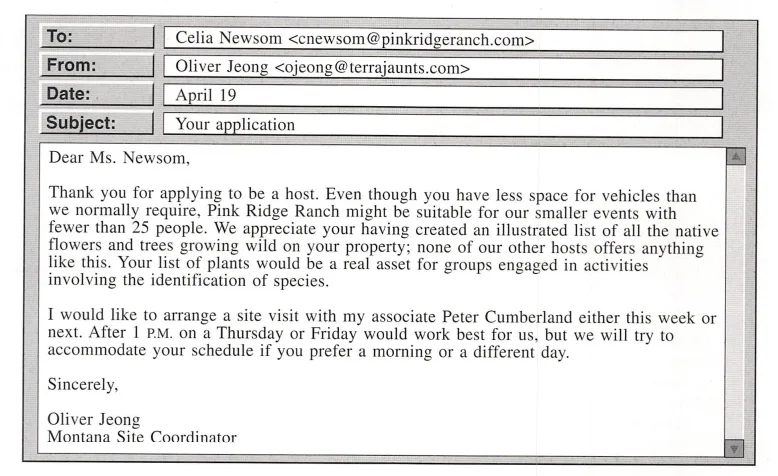 To: Celia Newsom <cnewsom@pinkridgeranch.com>
From: Oliver Jeong <ojeong@terrajaunts.com>
Date: April 19
Subject: Your application
Dear Ms. Newsom,
Thank you for applying to be a host. Even though you have less space for vehicles than
we normally require, Pink Ridge Ranch might be suitable for our smaller events with
fewer than 25 people. We appreciate your having created an illustrated list of all the native
flowers and trees growing wild on your property; none of our other hosts offers anything
like this. Your list of plants would be a real asset for groups engaged in activities
involving the identification of species.
I would like to arrange a site visit with my associate Peter Cumberland either this week or
next. After 1 P.M. on a Thursday or Friday would work best for us, but we will try to
accommodate your schedule if you prefer a morning or a different day.
Sincerely,
Oliver Jeong
Montana Site Coordinator